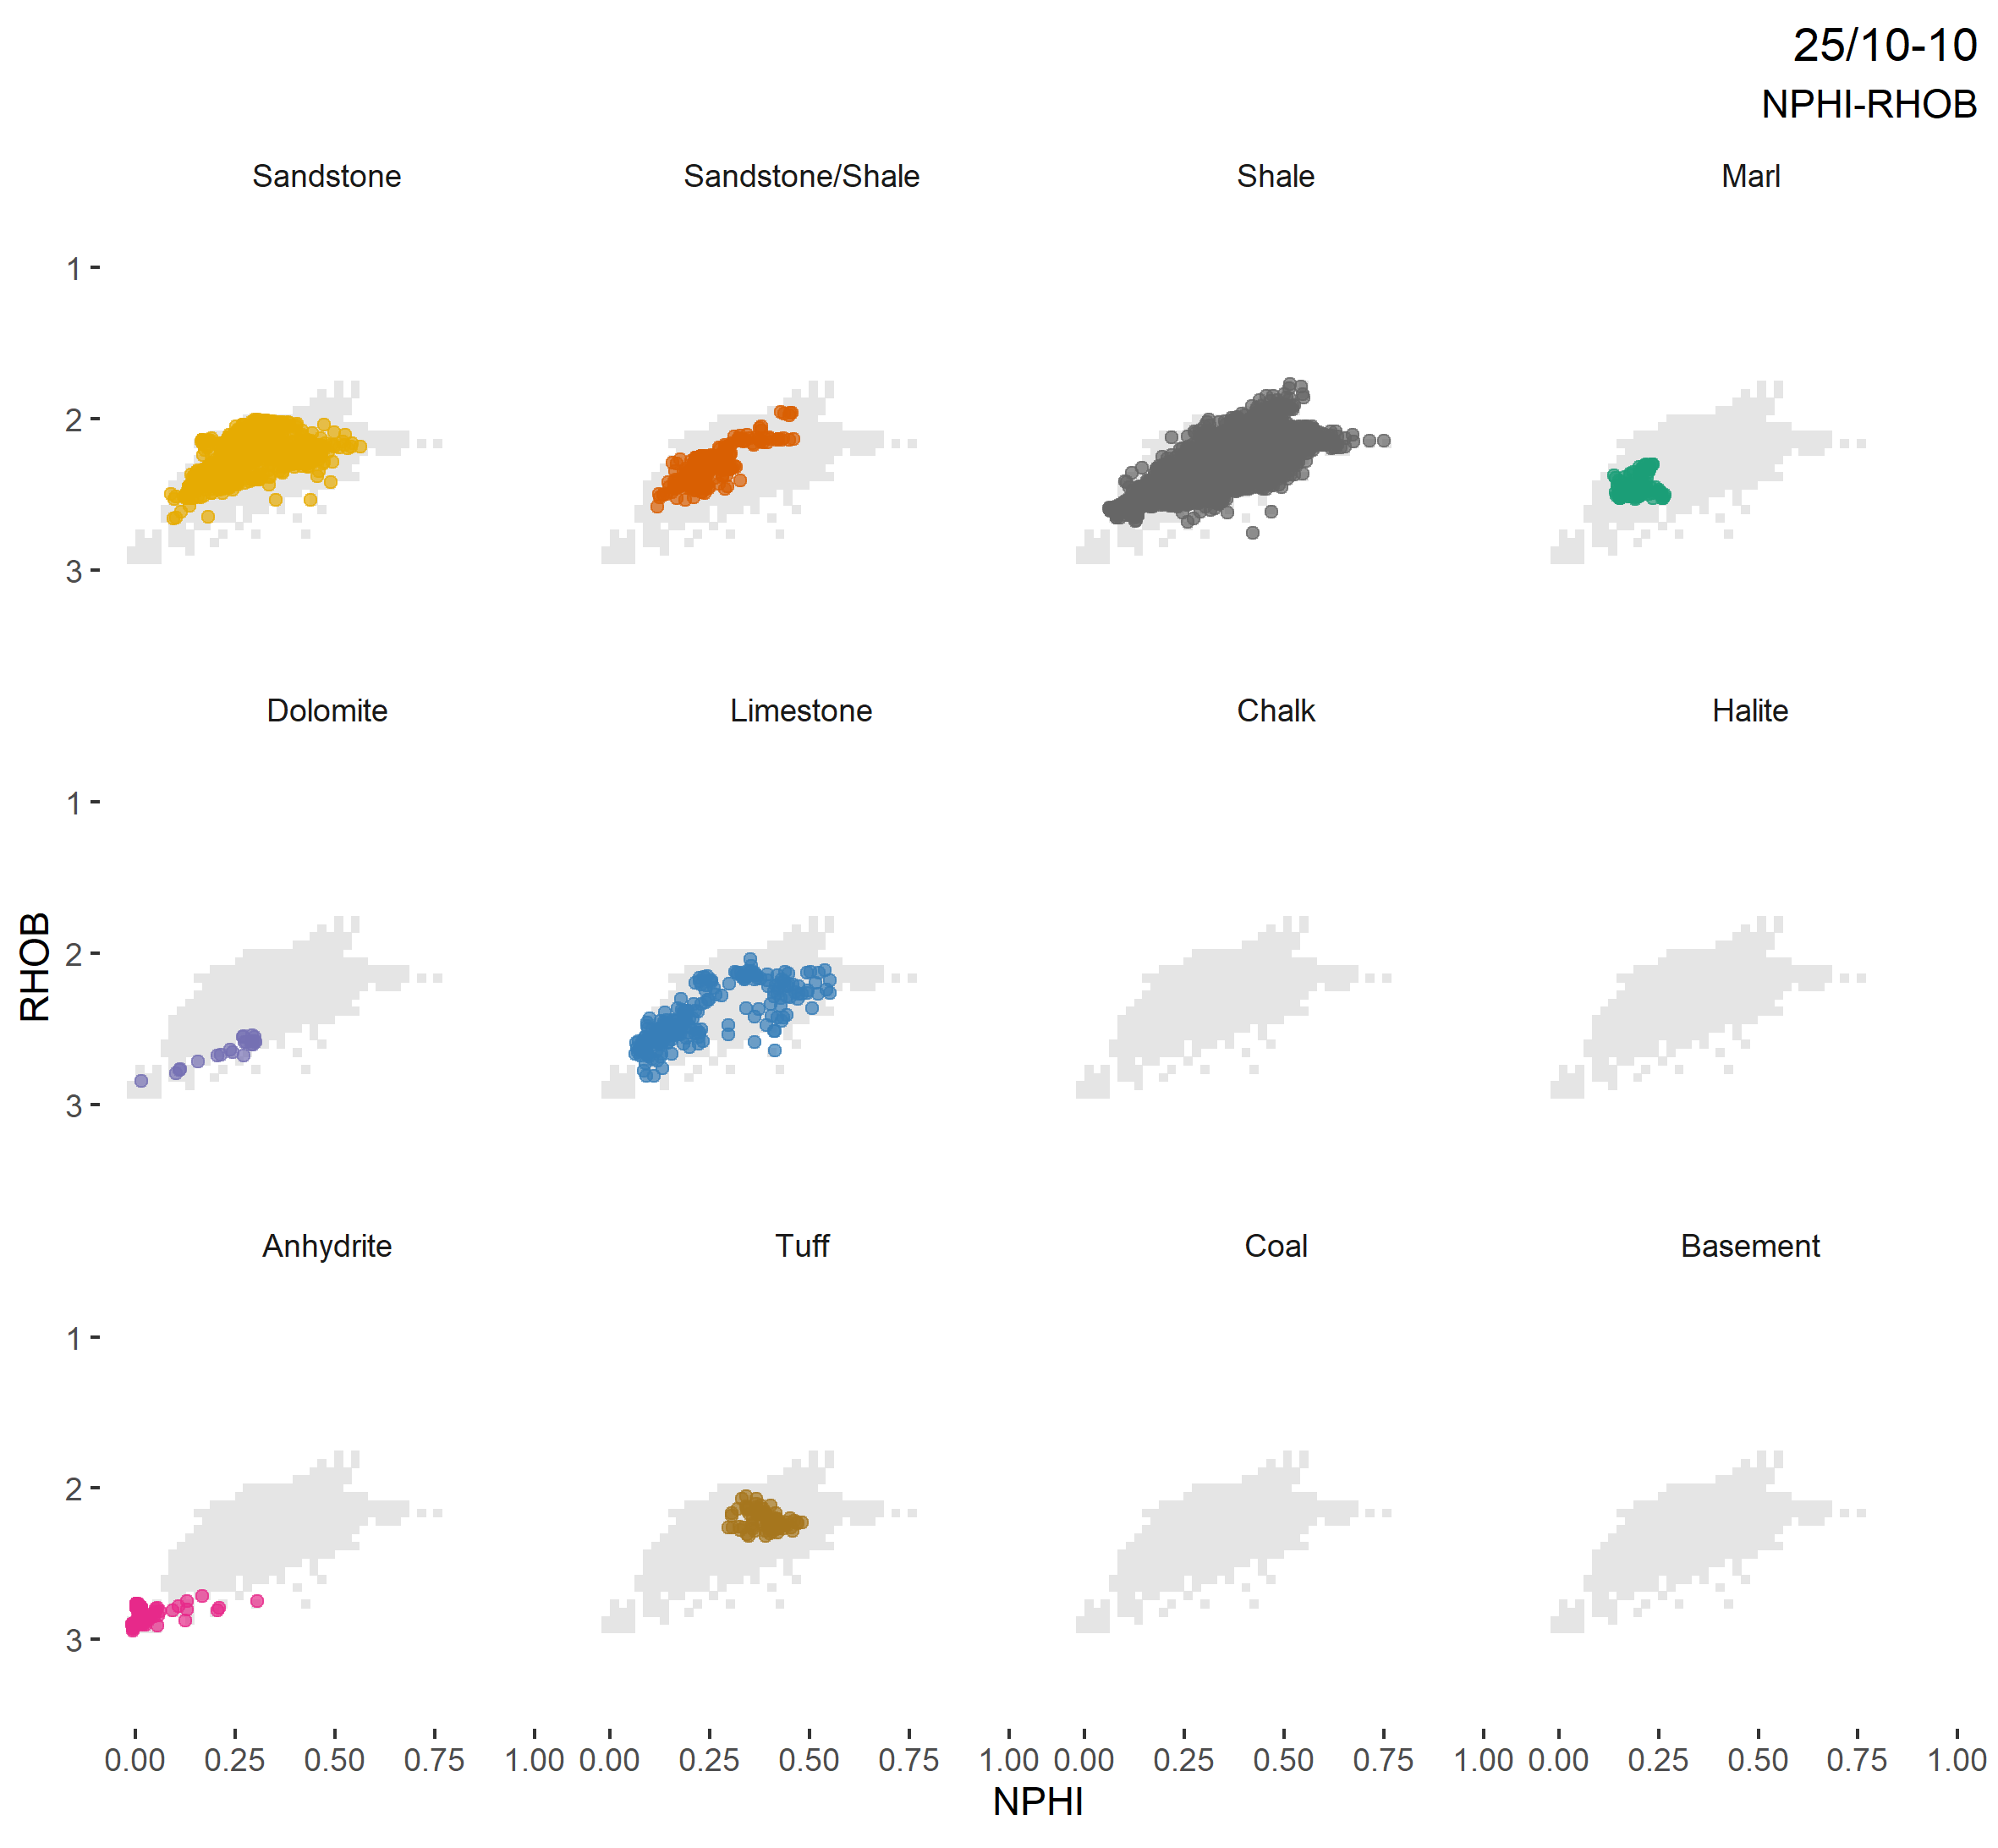 25/10-10
NPHI-RHOB
Sandstone Sandstone/Shale Shale Marl
1
2
3
Dolomite Limestone Chalk Halite
1
2
3
RHOB
Anhydrite Tuff Coal Basement
1
2
3
0.00 0.25 0.50 0.75 1.00 0.00 0.25 0.50 0.75 1.00 0.00 0.25 0.50 0.75 1.00 0.00 0.25 0.50 0.75 1.00
NPHI